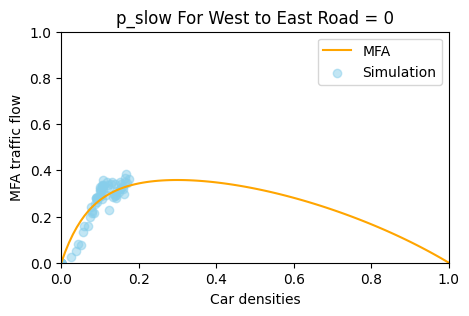 p_slow For West to East Road = 0
MFA traffic flow
1.0
0.8
0.6
0.4
0.2
0.0
MFA
Simulation
0.0 0.2 0.4 0.6 0.8 1.0
Car densities